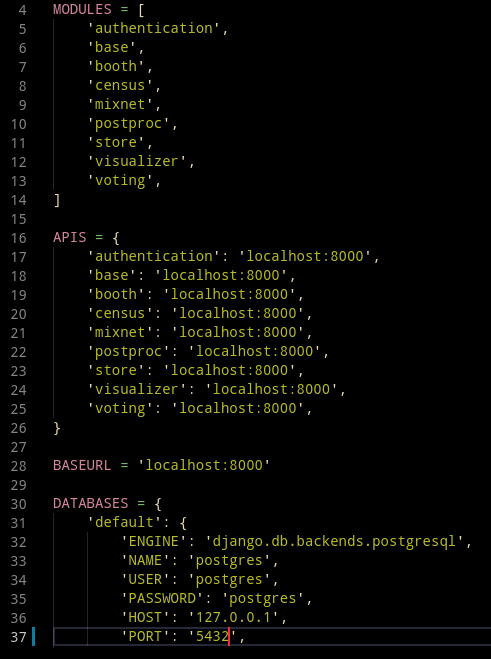 4 MODULES = [
5     'authentication',
6     'base',
7     'booth',
8     'census',
9     'mixnet',
10     'postproc',
11     'store',
12     'visualizer',
13     'voting',
14 ]
15
16 APIS = {
17     'authentication': 'localhost:8000',
18     'base': 'localhost:8000',
19     'booth': 'localhost:8000',
20     'census': 'localhost:8000',
21     'mixnet': 'localhost:8000',
22     'postproc': 'localhost:8000',
23     'store': 'localhost:8000',
24     'visualizer': 'localhost:8000',
25     'voting': 'localhost:8000',
26 }
27
28 BASEURL = 'localhost:8000'
29
30 DATABASES = {
31     'default': {
32         'ENGINE': 'django.db.backends.postgresql',
33         'NAME': 'postgres',
34         'USER': 'postgres',
35         'PASSWORD': 'postgres',
36         'HOST': '127.0.0.1',
37         'PORT': '5432',